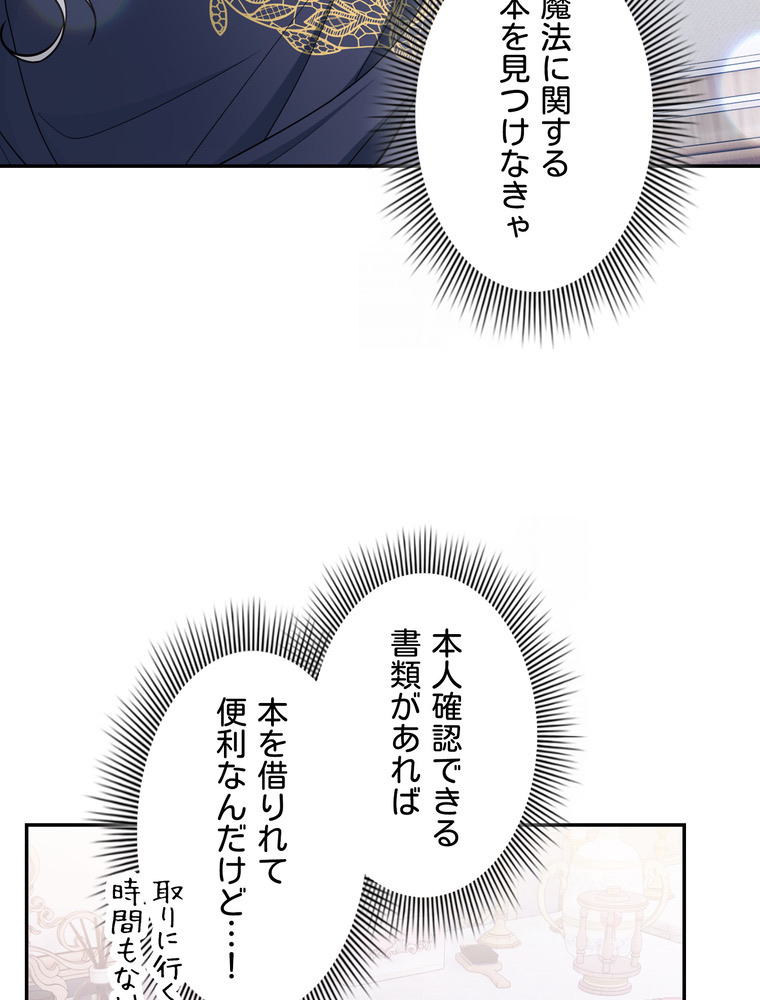 魔法に関する
本を見つけなきゃ
本人確認できる
書類があれば
本を借りれて
便利なんだけど…!
取りに行く
時間もない